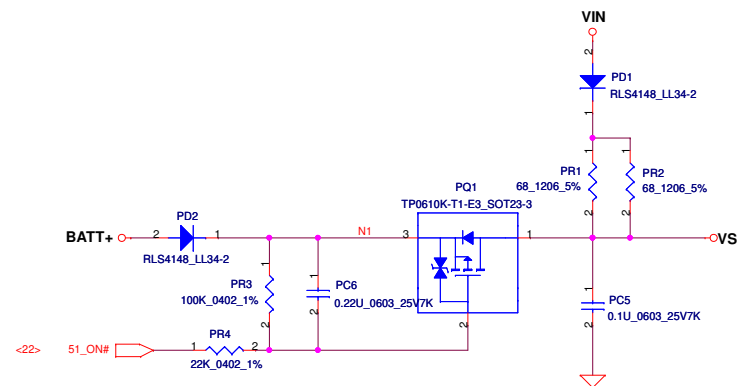 VIN
2
PD1
RLS4148_LL34-2
1
1
1
PR1
68_1206_5%
PR2
68_1206_5%
2
2
PQ1
TP0610K-T1-E3_SOT23-3
BATT+
2
PD2
1
RLS4148_LL34-2
N1
3
1
VS
2
1
PR3
100K_0402_1%
2
1
PC6
0.22U_0603_25V7K
2
1
PC5
0.1U_0603_25V7K
2
<22>
51_ON#
1
PR4
2
22K_0402_1%